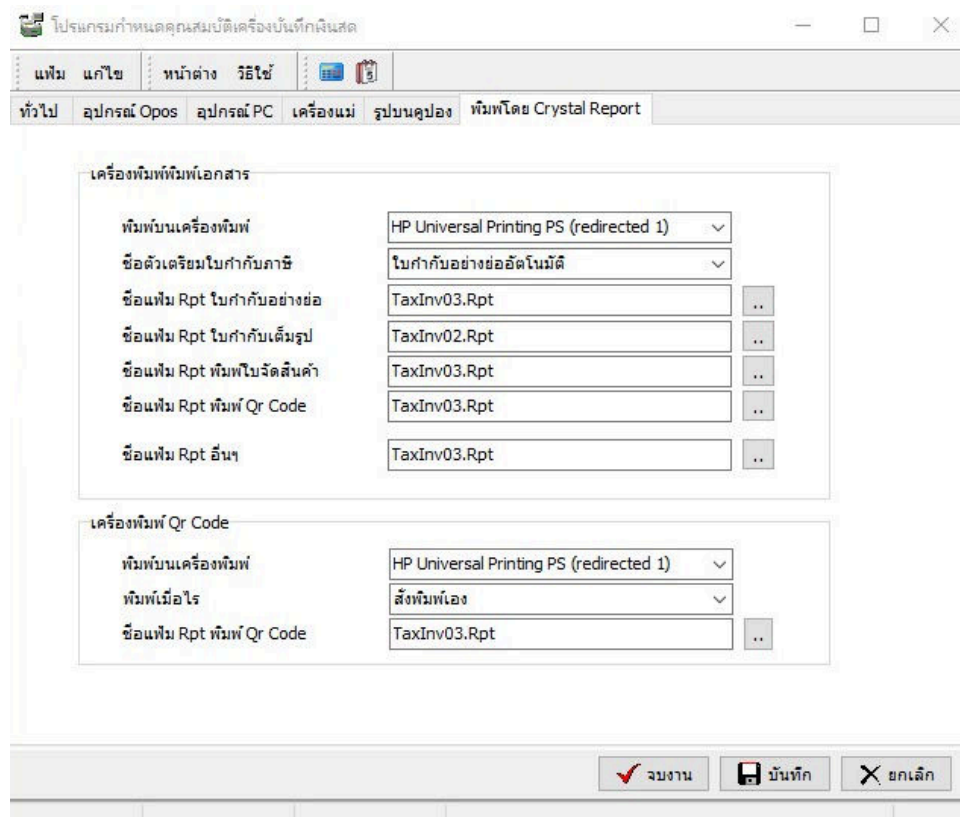 โปรแกรมกำหนดคุณสมบัติเครื่องบันทึกเงินสด
แฟ้ม แก้ไข หน้าต่าง วิธีใช้ 5
ทั่วไป อุปกรณ์ Opos อุปกรณ์ PC เครื่องแม่ รูปบนคูปอง พิมพ์โดย Crystal Report
เครื่องพิมพ์พิมพ์เอกสาร
พิมพ์บนเครื่องพิมพ์ HP Universal Printing PS (redirected 1)
ชื่อตัวเตรียมใบกำกับภาษี ใบกำกับอย่างย่ออัตโนมัติ
ชื่อแฟ้ม Rpt ใบกำกับอย่างย่อ TaxInv03.Rpt ..
ชื่อแฟ้ม Rpt ใบกำกับเต็มรูป TaxInv02.Rpt ..
ชื่อแฟ้ม Rpt พิมพ์ใบจัดสินค้า TaxInv03.Rpt ..
ชื่อแฟ้ม Rpt พิมพ์ Qr Code TaxInv03.Rpt ..
ชื่อแฟ้ม Rpt อื่นๆ TaxInv03.Rpt ..
เครื่องพิมพ์ Qr Code
พิมพ์บนเครื่องพิมพ์ HP Universal Printing PS (redirected 1)
พิมพ์เมื่อไร สั่งพิมพ์เอง
ชื่อแฟ้ม Rpt พิมพ์ Qr Code TaxInv03.Rpt ..
จบงาน บันทึก ยกเลิก